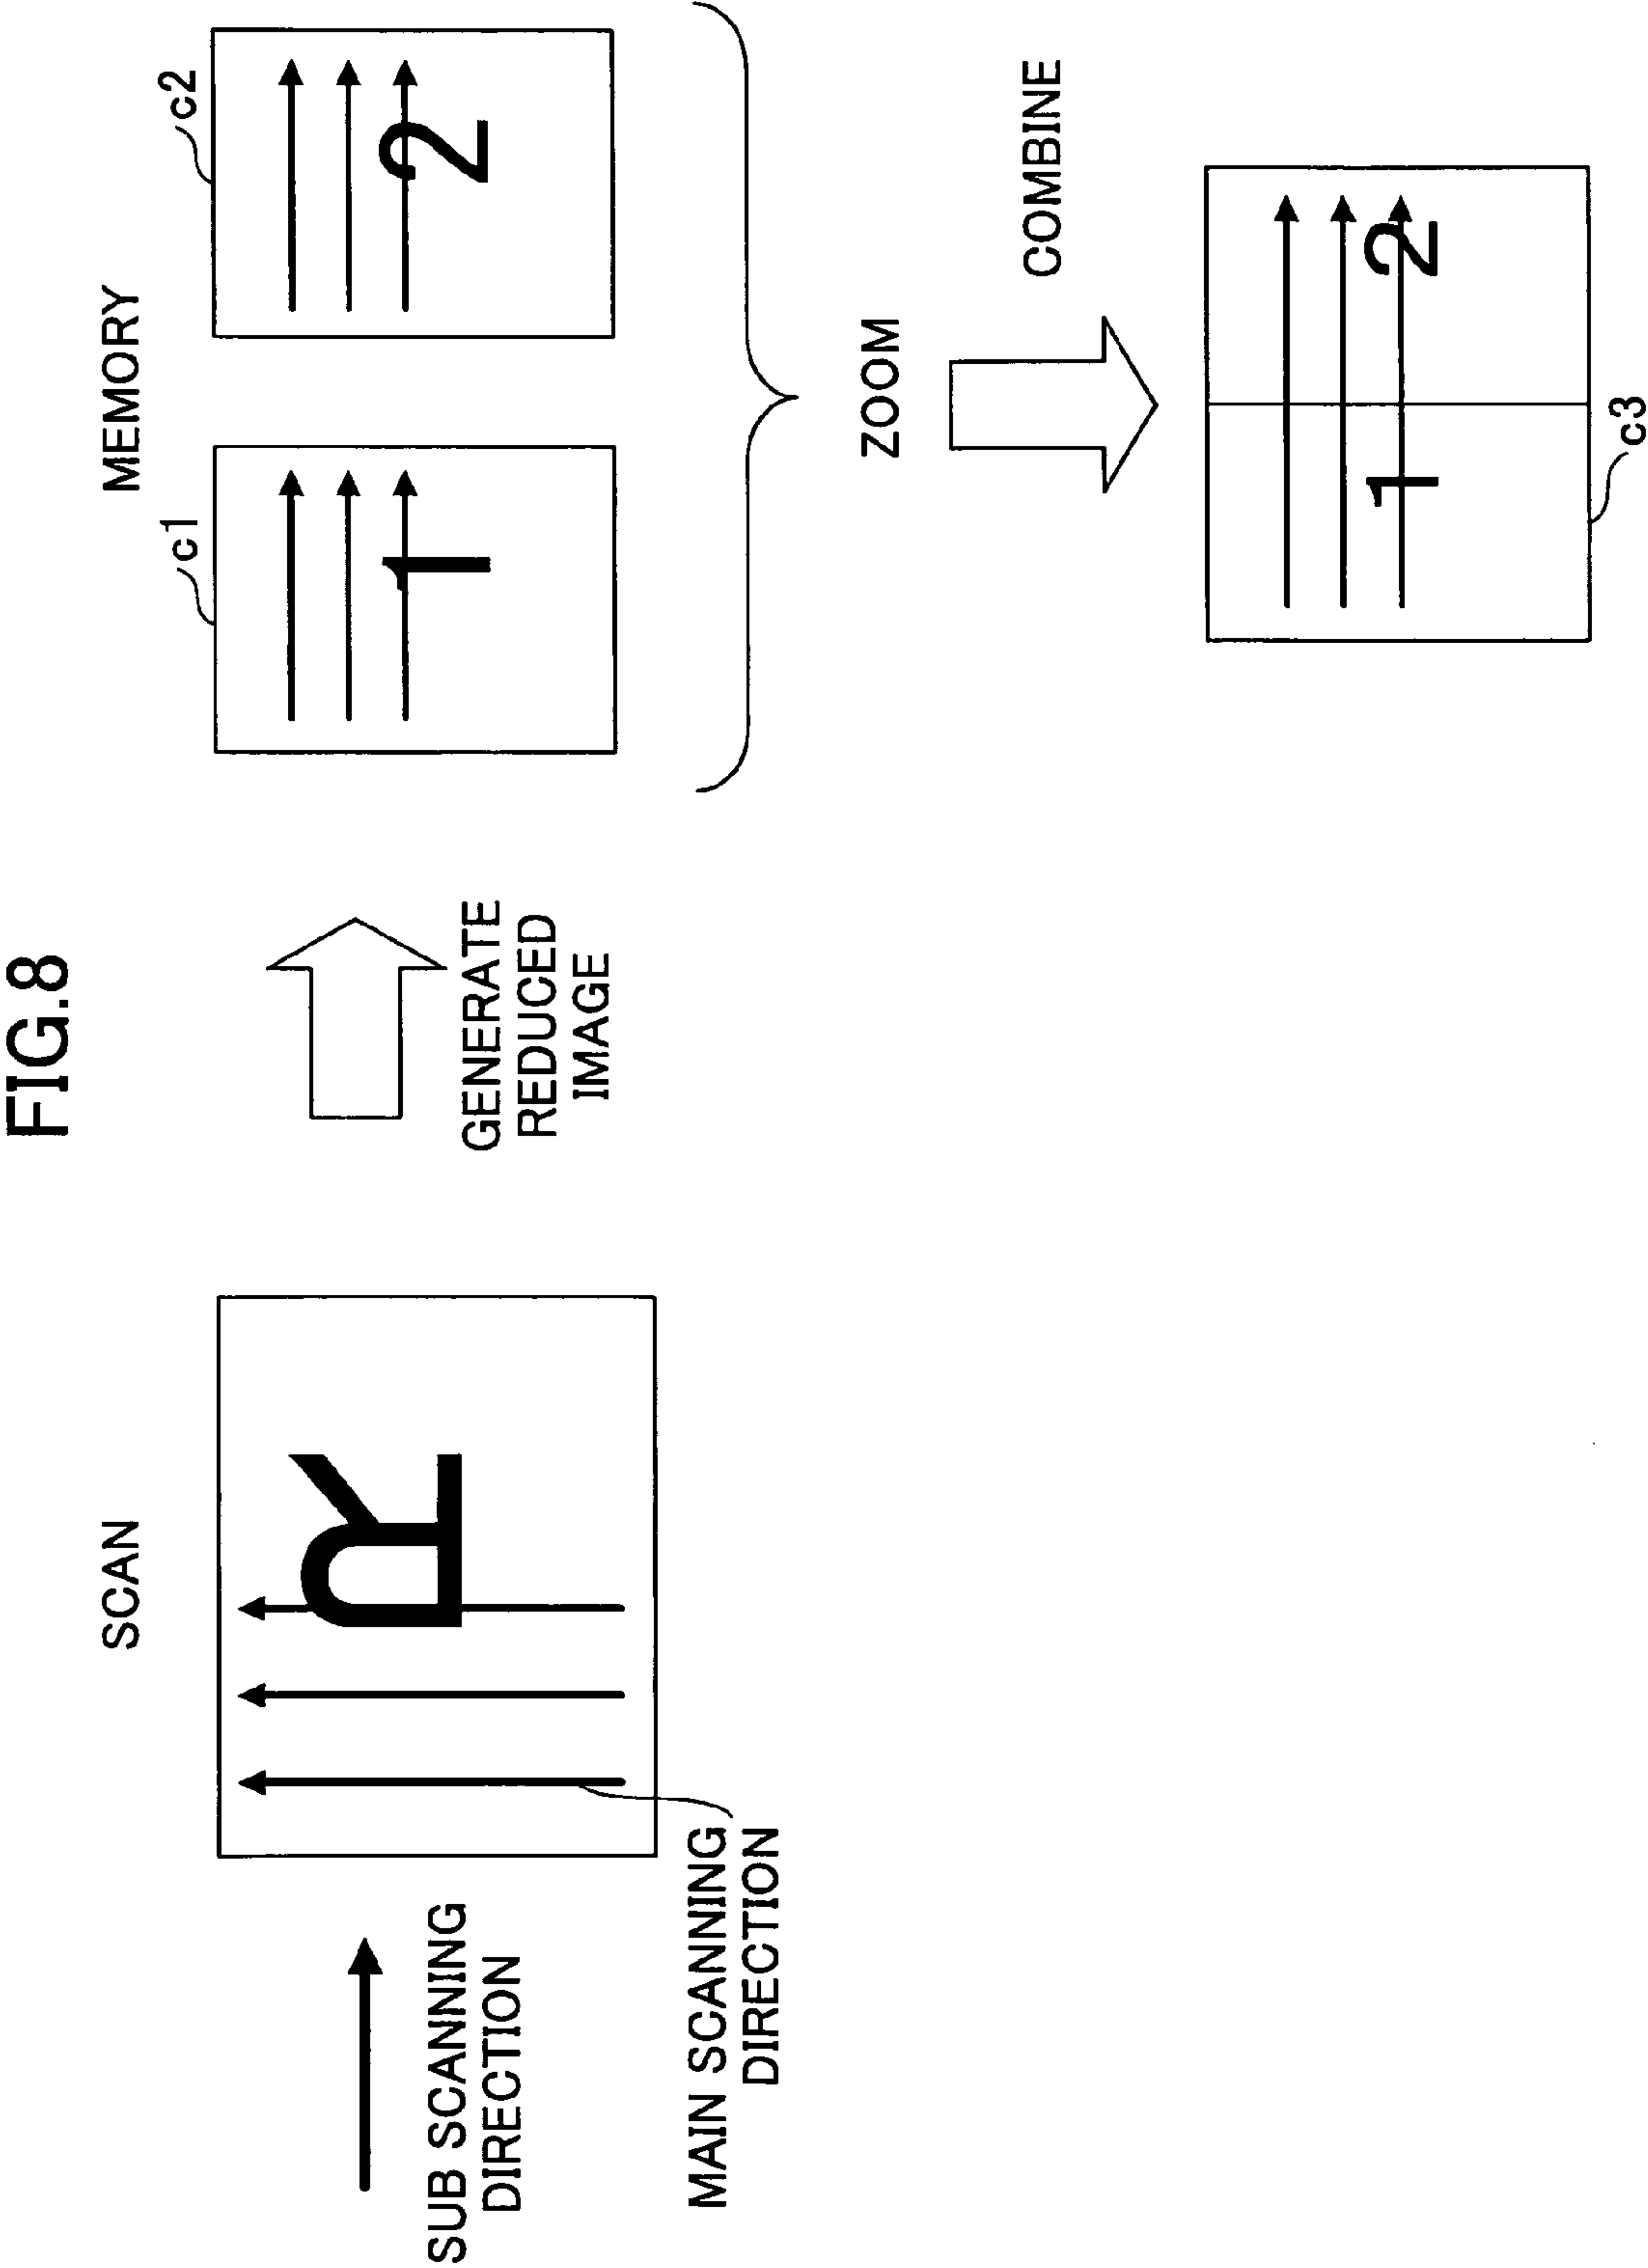 FIG.8
SCAN
MEMORY
SUB SCANNING
DIRECTION
R
MAIN SCANNING
DIRECTION
GENERATE
REDUCED
IMAGE
c1
1
c2
2
ZOOM
COMBINE
1
2
c3